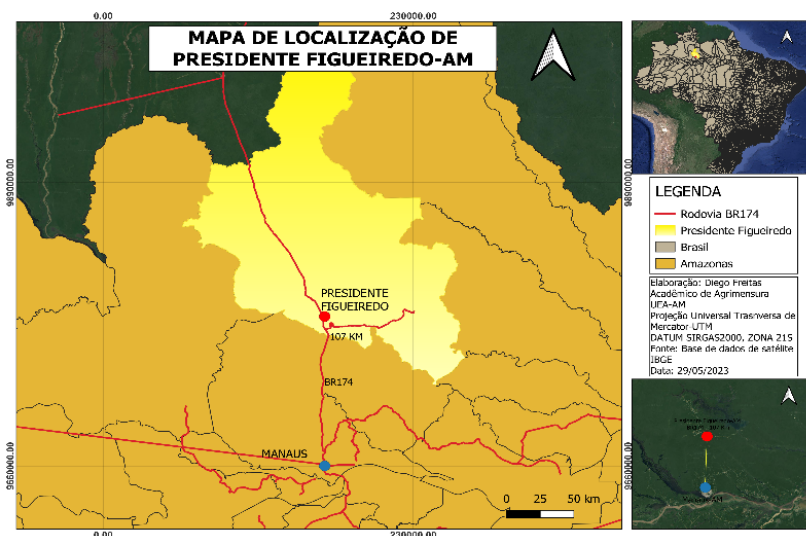 0.00
230000.00
MAPA DE LOCALIZAÇÃO DE
PRESIDENTE FIGUEIREDO-AM
9890000.00
9890000.00
PRESIDENTE
FIGUEIREDO
107 KM
BR174
MANAUS
9660000.00
9660000.00
0 25 50 km
0.00
230000.00
LEGENDA
Rodovia BR174
Presidente Figueiredo
Brasil
Amazonas
Elaboração: Diego Freitas
Acadêmico de Agrimensura
UEA-AM
Projeção Universal Trasnversa de
Mercator-UTM
DATUM SIRGAS2000, ZONA 21S
Fonte: Base de dados de satélite
IBGE
Data: 29/05/2023
Manaus-AM